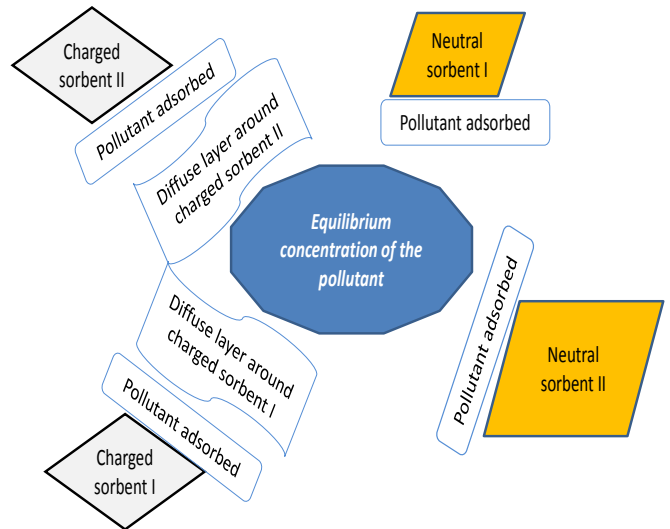 Charged
sorbent II
Pollutant adsorbed
Diffuse layer around
charged sorbent II
Neutral
sorbent I
Pollutant adsorbed
Equilibrium
concentration of the
pollutant
Pollutant adsorbed
Neutral
sorbent II
Diffuse layer around
charged sorbent I
Pollutant adsorbed
Charged
sorbent I